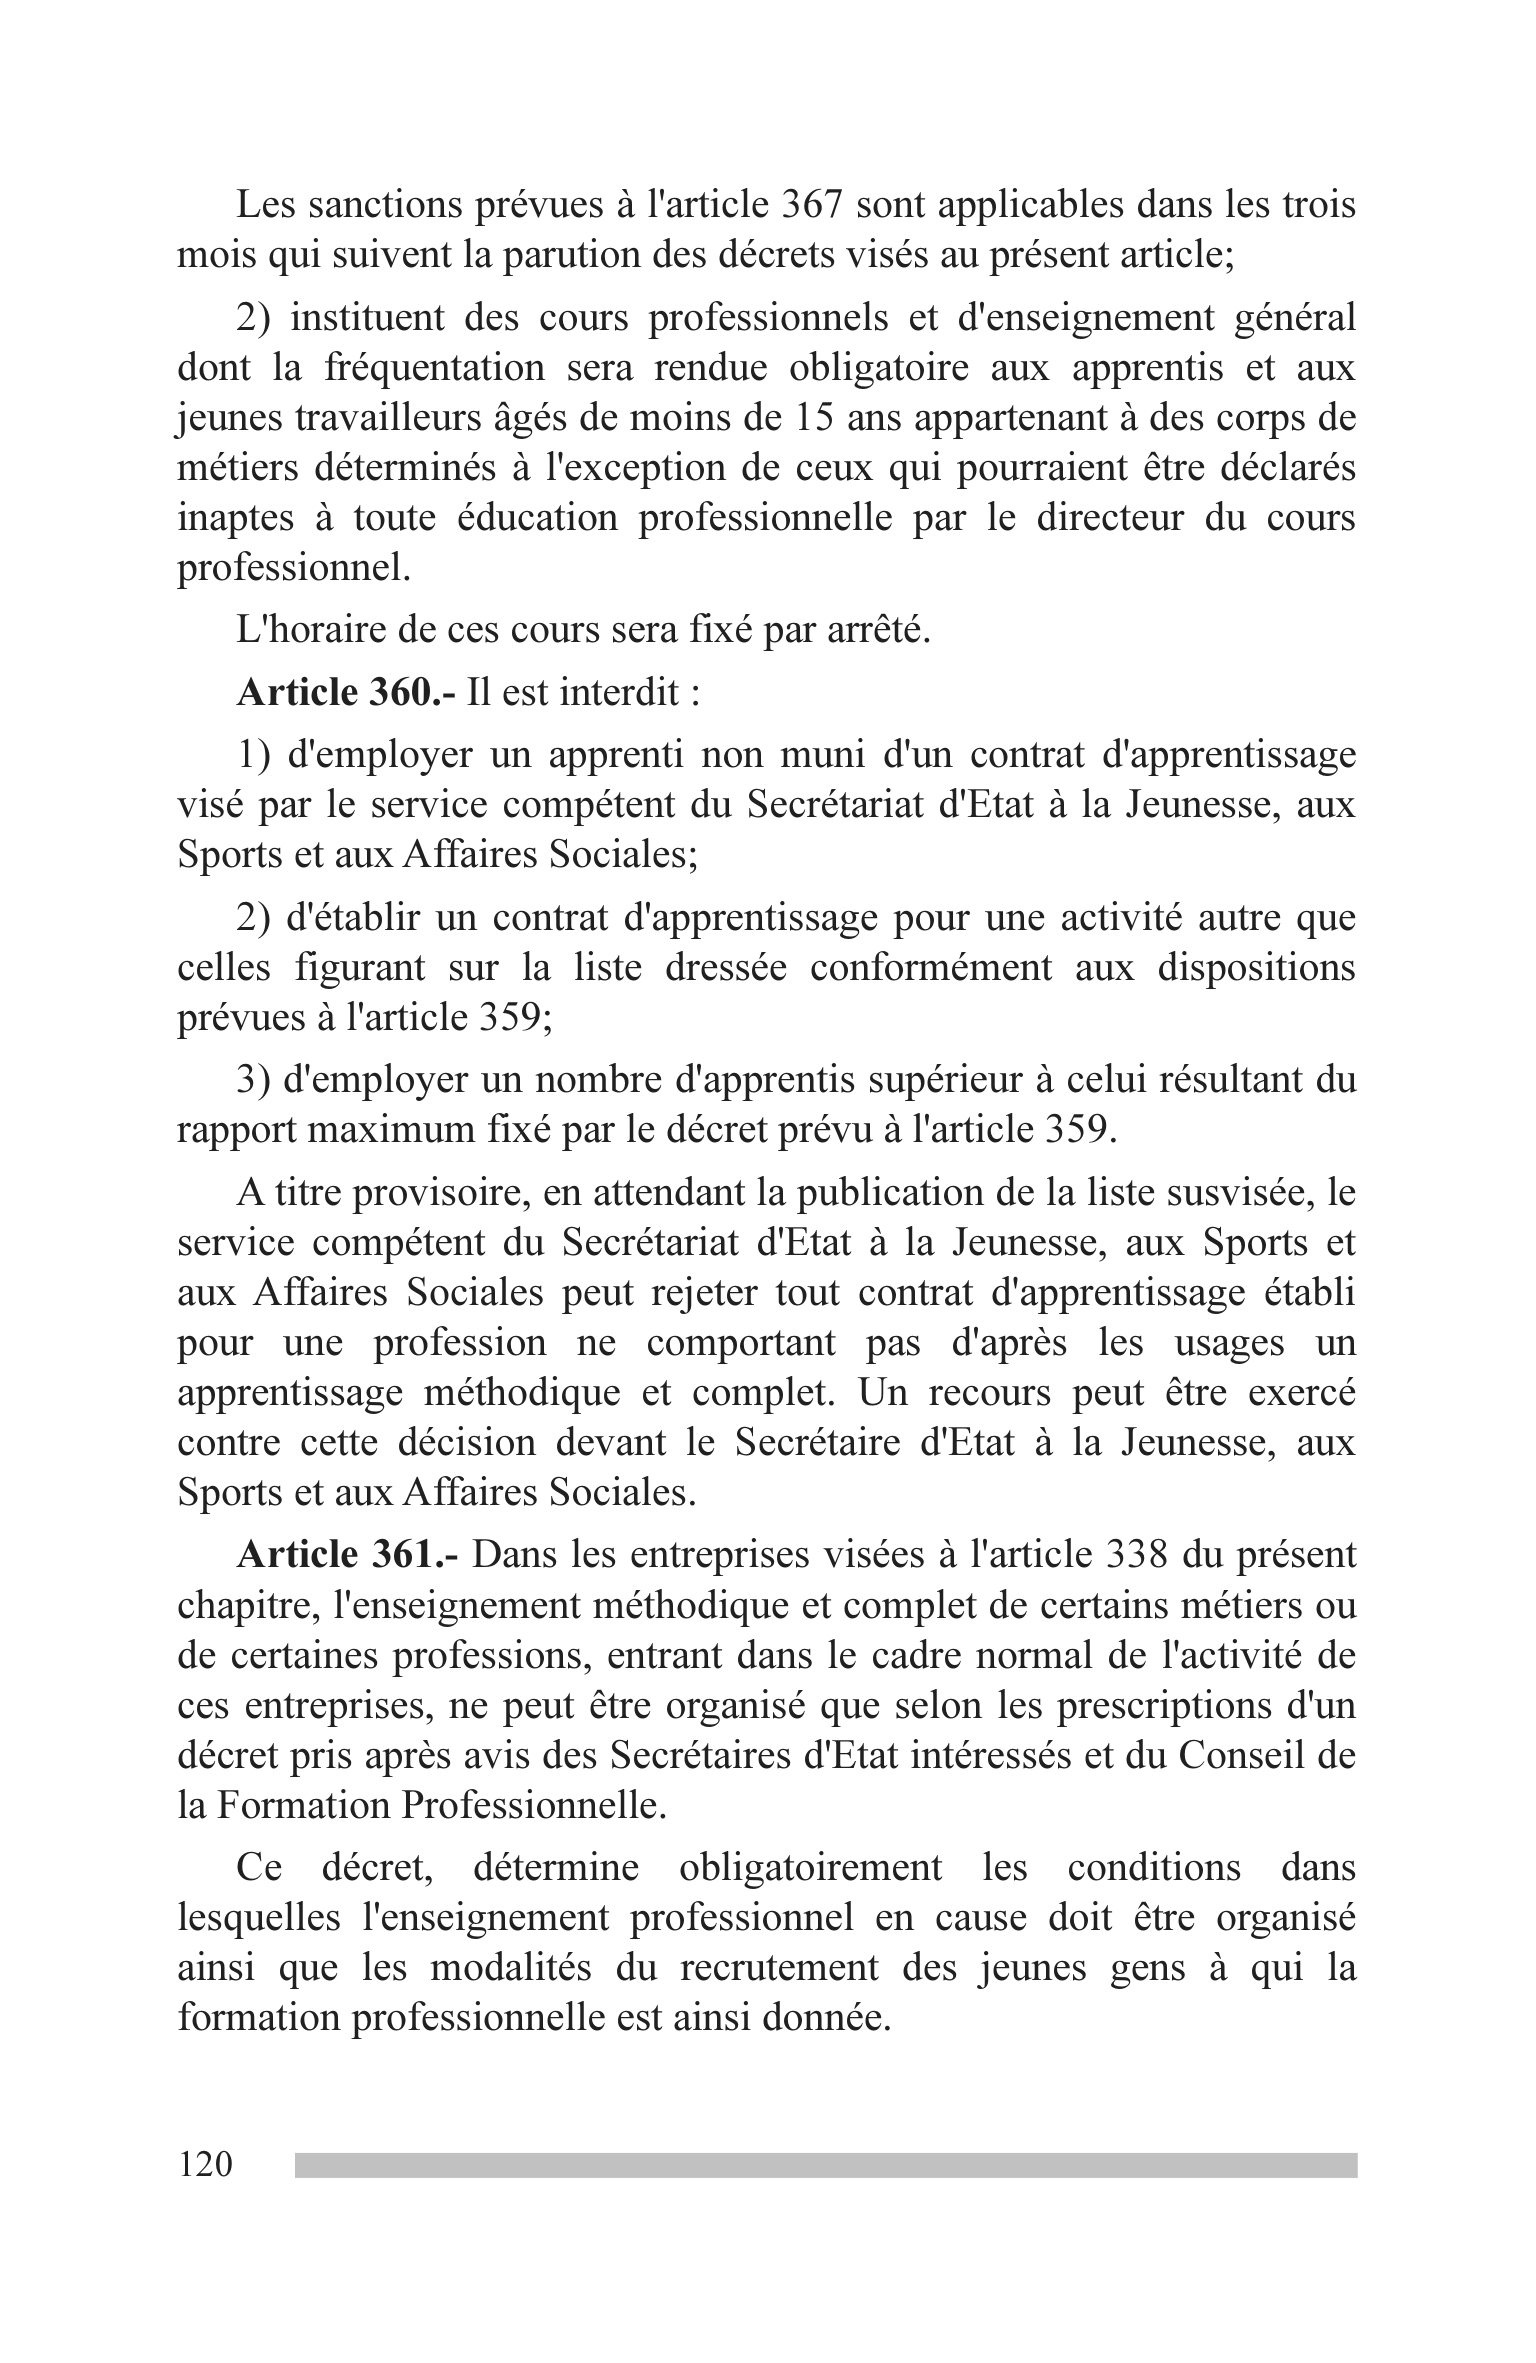 Les sanctions prévues à l'article 367 sont applicables dans les trois
mois qui suivent la parution des décrets visés au présent article;
2) instituent des cours professionnels et d'enseignement général
dont la fréquentation sera rendue obligatoire aux apprentis et aux
jeunes travailleurs âgés de moins de 15 ans appartenant à des corps de
métiers déterminés à l'exception de ceux qui pourraient être déclarés
inaptes à toute éducation professionnelle par le directeur du cours
professionnel.
L'horaire de ces cours sera fixé par arrêté.
Article 360.- Il est interdit :
1) d'employer un apprenti non muni d'un contrat d'apprentissage
visé par le service compétent du Secrétariat d'Etat à la Jeunesse, aux
Sports et aux Affaires Sociales;
2) d'établir un contrat d'apprentissage pour une activité autre que
celles figurant sur la liste dressée conformément aux dispositions
prévues à l'article 359;
3) d'employer un nombre d'apprentis supérieur à celui résultant du
rapport maximum fixé par le décret prévu à l'article 359.
A titre provisoire, en attendant la publication de la liste susvisée, le
service compétent du Secrétariat d'Etat à la Jeunesse, aux Sports et
aux Affaires Sociales peut rejeter tout contrat d'apprentissage établi
pour une profession ne comportant pas d'après les usages un
apprentissage méthodique et complet. Un recours peut être exercé
contre cette décision devant le Secrétaire d'Etat à la Jeunesse, aux
Sports et aux Affaires Sociales.
Article 361.- Dans les entreprises visées à l'article 338 du présent
chapitre, l'enseignement méthodique et complet de certains métiers ou
de certaines professions, entrant dans le cadre normal de l'activité de
ces entreprises, ne peut être organisé que selon les prescriptions d'un
décret pris après avis des Secrétaires d'Etat intéressés et du Conseil de
la Formation Professionnelle.
Ce décret, détermine obligatoirement les conditions dans
lesquelles l'enseignement professionnel en cause doit être organisé
ainsi que les modalités du recrutement des jeunes gens à qui la
formation professionnelle est ainsi donnée.
120